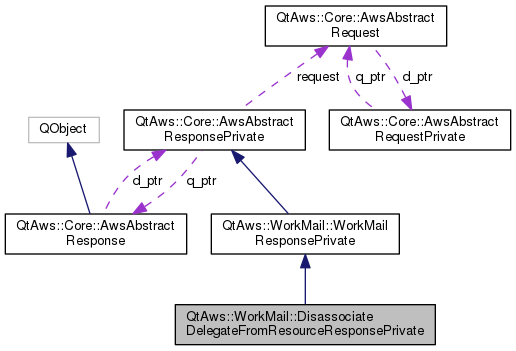 QtAws::Core::AwsAbstract
Request
request
q_ptr
d_ptr
QObject
QtAws::Core::AwsAbstract
ResponsePrivate
QtAws::Core::AwsAbstract
RequestPrivate
d_ptr
q_ptr
QtAws::Core::AwsAbstract
Response
QtAws::WorkMail::WorkMail
ResponsePrivate
QtAws::WorkMail::Disassociate
DelegateFromResourceResponsePrivate